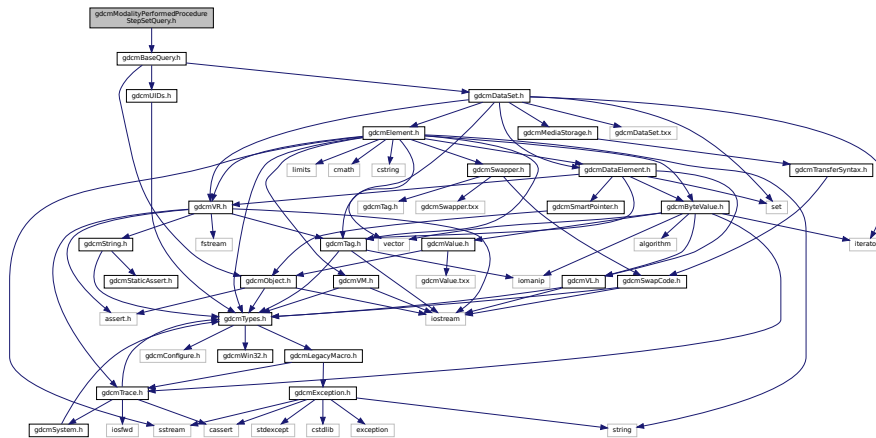 gdcmModalityPerformedProcedure
StepSetQuery.h
gdcmBaseQuery.h
gdcmUIDs.h
gdcmDataSet.h
gdcmElement.h
gdcmMediaStorage.h
gdcmDataSet.txx
limits
cmath
cstring
gdcmSwapper.h
gdcmDataElement.h
gdcmTransferSyntax.h
gdcmVR.h
gdcmTag.h
gdcmSwapper.txx
gdcmSmartPointer.h
gdcmByteValue.h
set
gdcmString.h
fstream
gdcmTag.h
vector
gdcmValue.h
algorithm
iterator
gdcmStaticAssert.h
gdcmObject.h
gdcmVM.h
gdcmValue.txx
iomanip
gdcmVL.h
gdcmSwapCode.h
assert.h
gdcmTypes.h
iostream
gdcmConfigure.h
gdcmWin32.h
gdcmLegacyMacro.h
gdcmTrace.h
gdcmException.h
gdcmSystem.h
iosfwd
sstream
cassert
stdexcept
cstdlib
exception
string